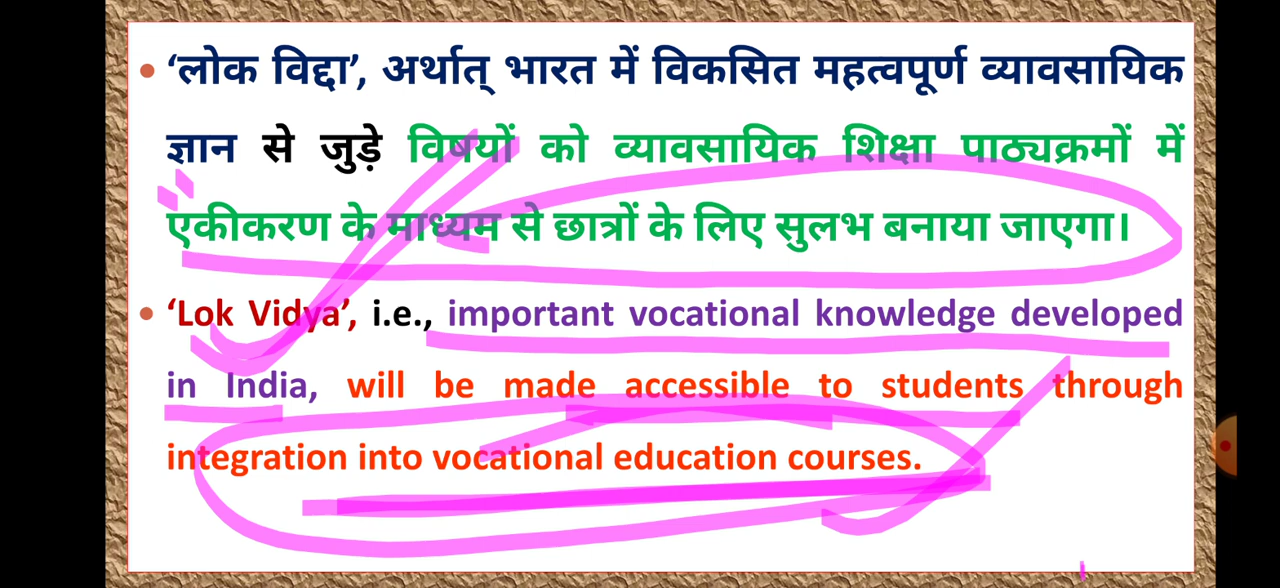 • ‘लोक विद्दा’, अर्थात् भारत में विकसित महत्वपूर्ण व्यावसायिक
ज्ञान से जुड़े विषयों को व्यावसायिक शिक्षा पाठ्यक्रमों में
एकीकरण के माध्यम से छात्रों के लिए सुलभ बनाया जाएगा।
• ‘Lok Vidya’, i.e., important vocational knowledge developed
in India, will be made accessible to students through
integration into vocational education courses.